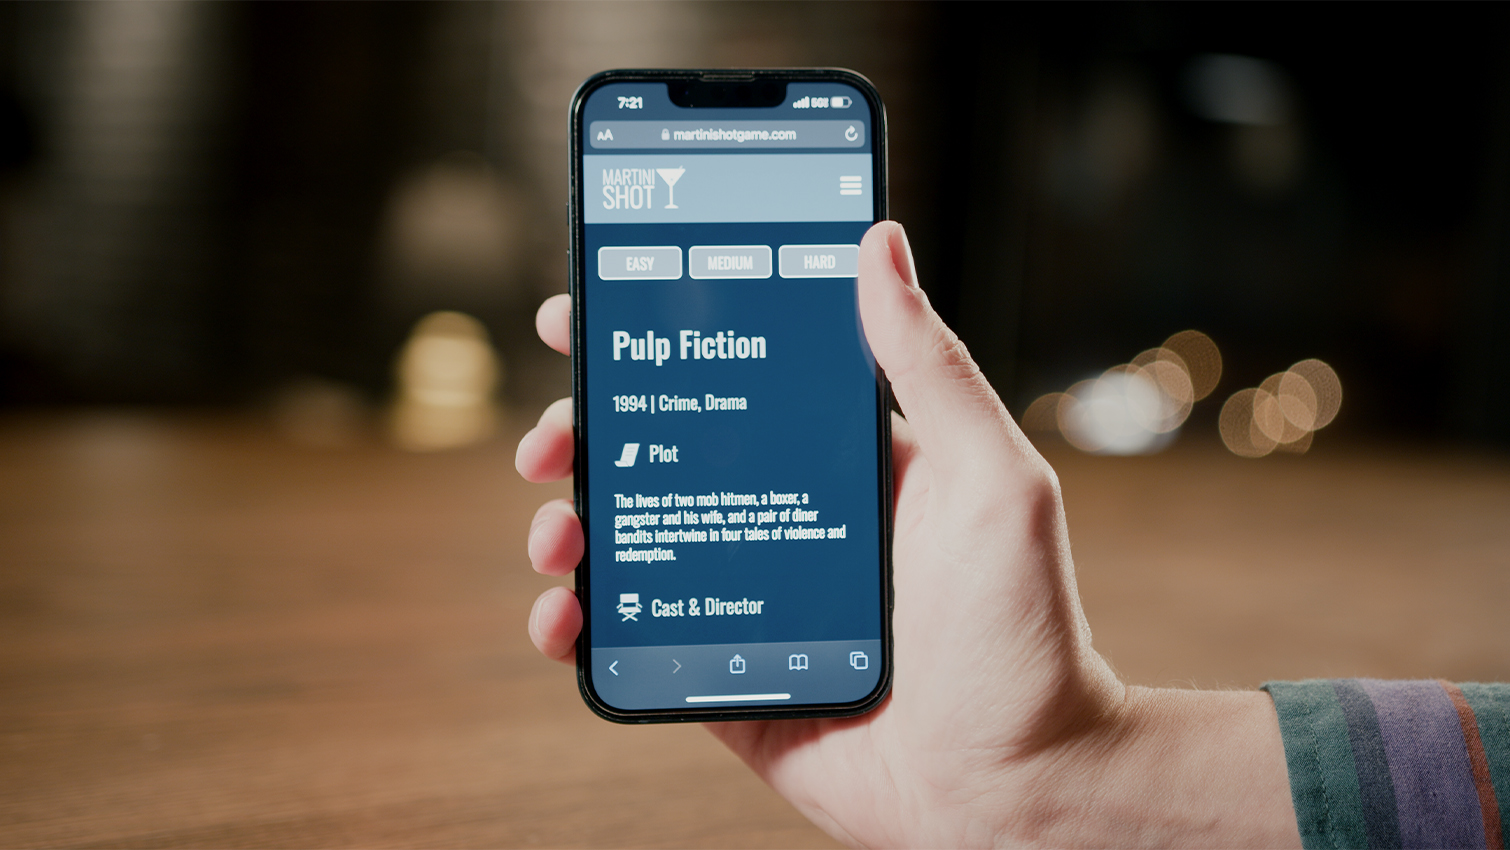 7:21 5G
AA martinishotgame.com
MARTINI
SHOT
EASY MEDIUM HARD
Pulp Fiction
1994 | Crime, Drama
Plot
The lives of two mob hitmen, a boxer, a
gangster and his wife, and a pair of diner
bandits intertwine in four tales of violence and
redemption.
Cast & Director